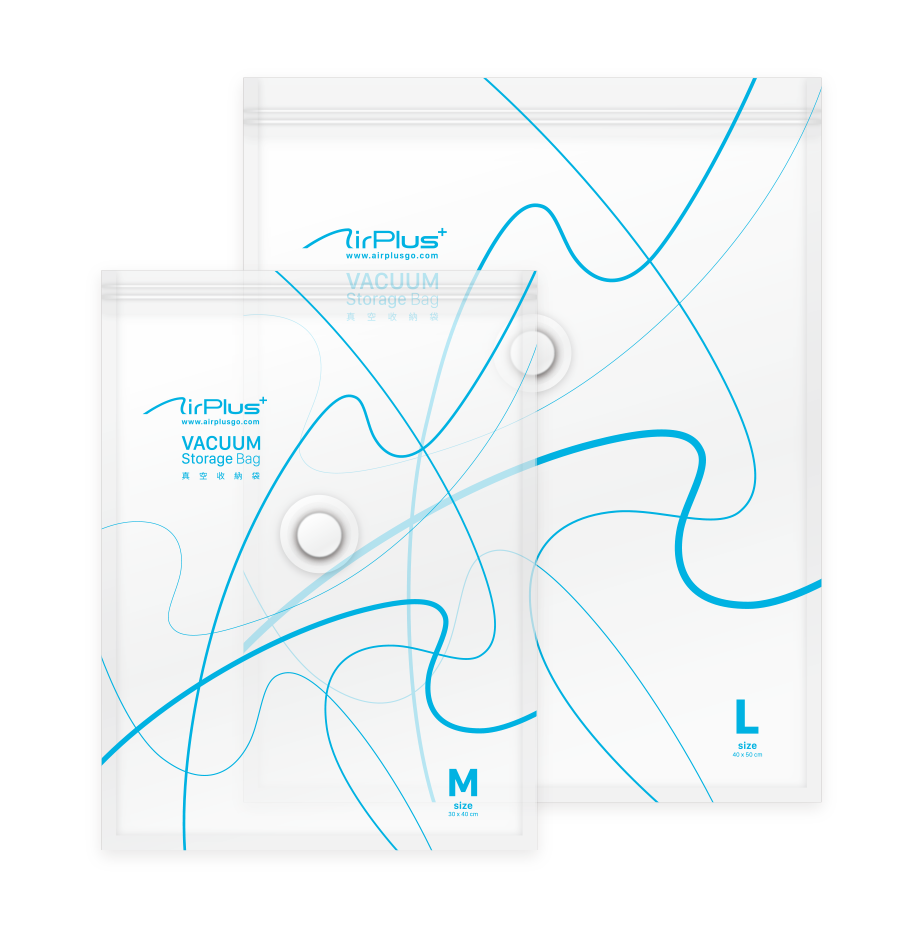 AirPlus+
www.airplusgo.com
VACUUM
Storage Bag
真空收納袋
AirPlus+
www.airplusgo.com
VACUUM
Storage Bag
真空收納袋
L
size
40 x 50 cm
M
size
30 x 40 cm